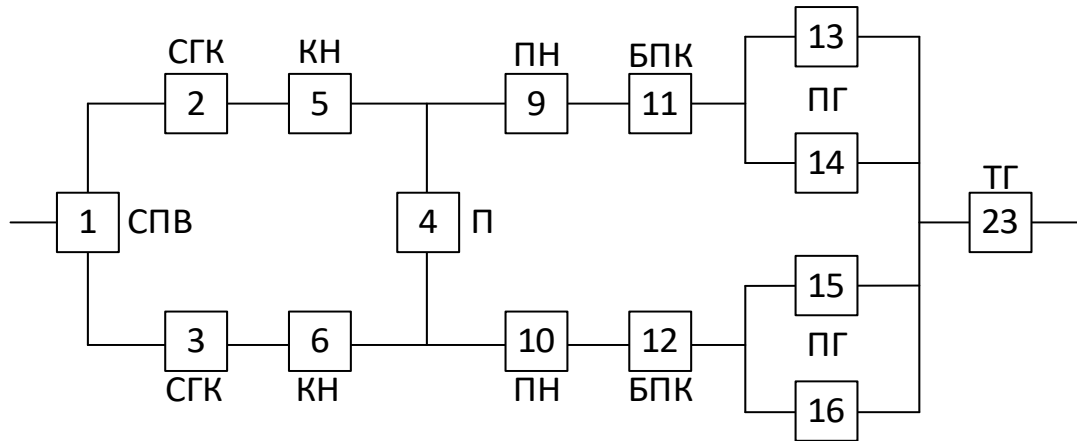 13
СГК КН ПН БПК
2 5 9 11 ПГ
14
ТГ
1 СПВ 4 П 23
15
3 6 10 12 ПГ
СГК КН ПН БПК
16